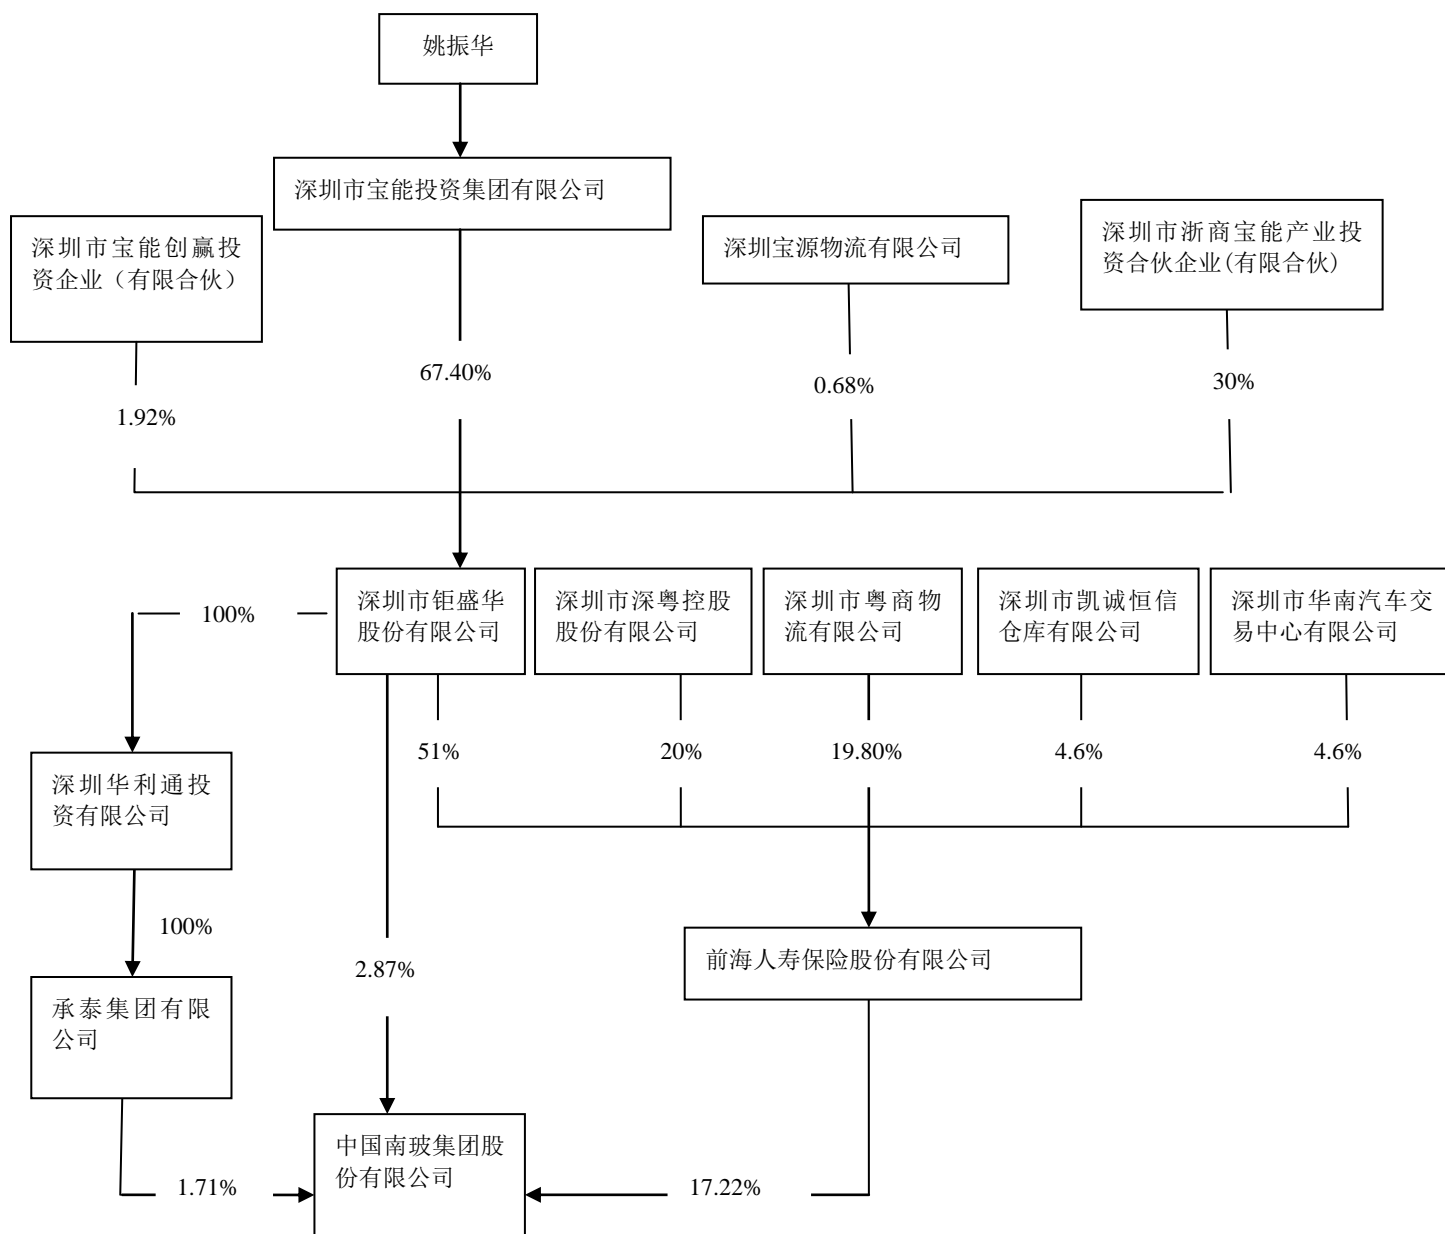 姚振华
深圳市宝能投资集团有限公司
深圳市宝能创赢投
资企业（有限合伙）
深圳宝源物流有限公司
深圳市浙商宝能产业投
资合伙企业(有限合伙)
1.92%
67.40%
0.68%
30%
100%
深圳市钜盛华
股份有限公司
深圳市深粤控股
股份有限公司
深圳市粤商物
流有限公司
深圳市凯诚恒信
仓库有限公司
深圳市华南汽车交
易中心有限公司
51%
20%
19.80%
4.6%
4.6%
深圳华利通投
资有限公司
100%
2.87%
前海人寿保险股份有限公司
承泰集团有限
公司
中国南玻集团股
份有限公司
1.71%
17.22%